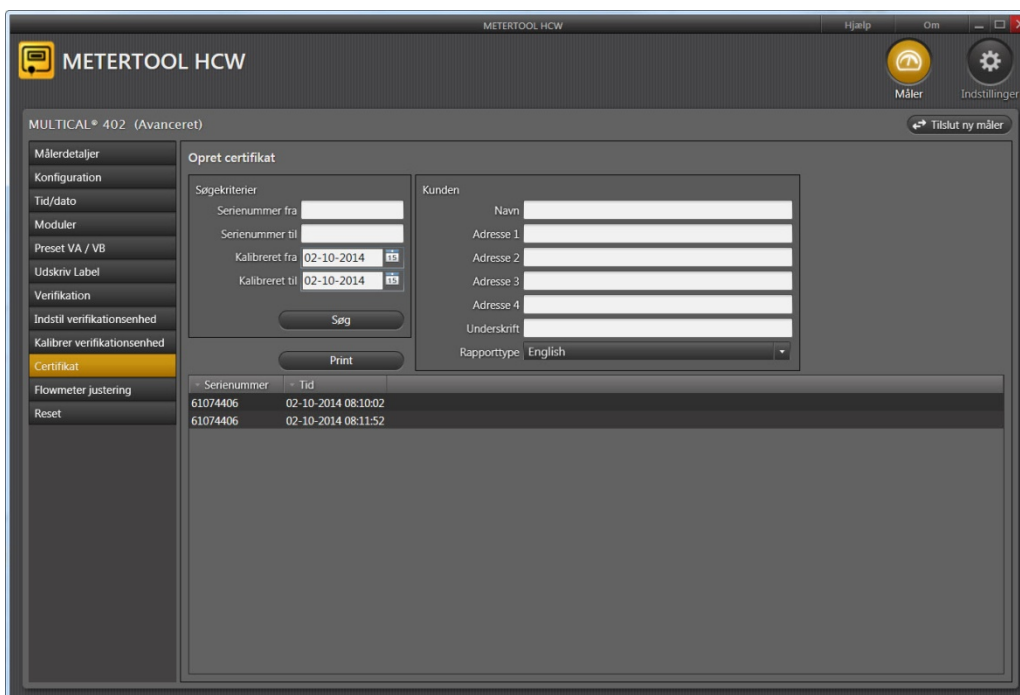 METERTOOL HCW
Hjælp
Om
METERTOOL HCW
Måler
Indstillinger
MULTICAL® 402 (Avanceret)
Tilslut ny måler
Målerdetaljer
Konfiguration
Tid/dato
Moduler
Preset VA / VB
Udskriv Label
Verifikation
Indstil verifikationsenhed
Kalibrer verifikationsenhed
Certifikat
Flowmeter justering
Reset
Opret certifikat
Søgekriterier
Serienummer fra
Serienummer til
Kalibreret fra 02-10-2014 15
Kalibreret til 02-10-2014 15
Søg
Print
Kunden
Navn
Adresse 1
Adresse 2
Adresse 3
Adresse 4
Underskrift
Rapporttype English
Serienummer Tid
61074406 02-10-2014 08:10:02
61074406 02-10-2014 08:11:52